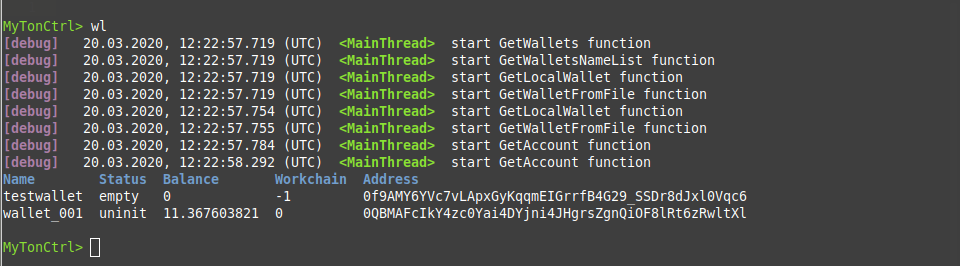 MyTonCtrl> wl
[debug] 20.03.2020, 12:22:57.719 (UTC) <MainThread> start GetWallets function
[debug] 20.03.2020, 12:22:57.719 (UTC) <MainThread> start GetWalletsNameList function
[debug] 20.03.2020, 12:22:57.719 (UTC) <MainThread> start GetLocalWallet function
[debug] 20.03.2020, 12:22:57.719 (UTC) <MainThread> start GetWalletFromFile function
[debug] 20.03.2020, 12:22:57.754 (UTC) <MainThread> start GetLocalWallet function
[debug] 20.03.2020, 12:22:57.755 (UTC) <MainThread> start GetWalletFromFile function
[debug] 20.03.2020, 12:22:57.784 (UTC) <MainThread> start GetAccount function
[debug] 20.03.2020, 12:22:58.292 (UTC) <MainThread> start GetAccount function
Name Status Balance Workchain Address
testwallet empty 0 -1 0f9AMY6YVc7vLApxGyKqqmEIGrrfB4G29_SSDr8dJxl0Vqc6
wallet_001 uninit 11.367603821 0 0QBMAFcIkY4zc0Yai4DYjni4JHgrsZgnQiOF8lRt6zRwltXl
MyTonCtrl>